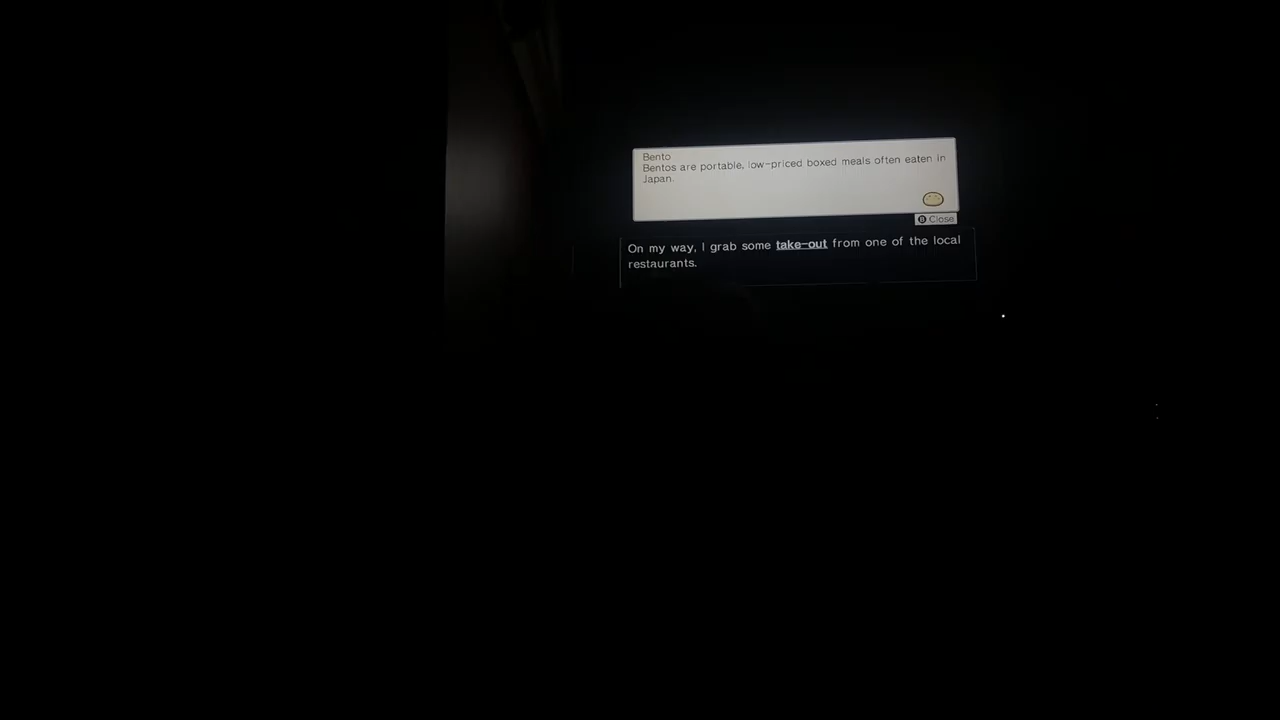 Bento
Bentos are portable, low-priced boxed meals often eaten in
Japan.
B Close
On my way, I grab some take-out from one of the local
restaurants.